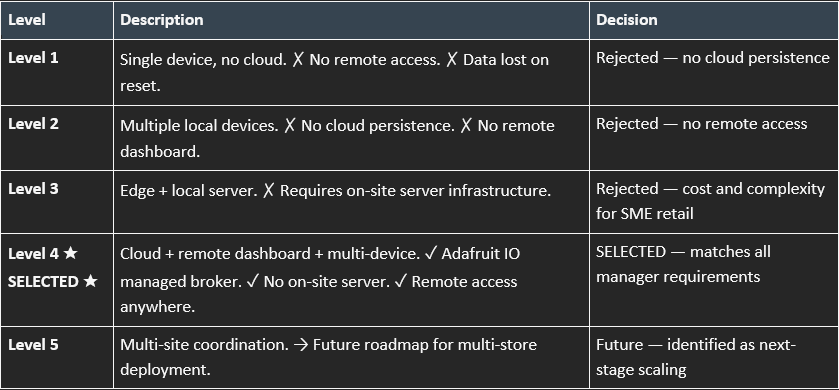 Level Description Decision
Level 1 Single device, no cloud. ✗ No remote access. ✗ Data lost on Rejected — no cloud persistence
reset.
Level 2 Multiple local devices. ✗ No cloud persistence. ✗ No remote Rejected — no remote access
dashboard.
Level 3 Edge + local server. ✗ Requires on-site server infrastructure. Rejected — cost and complexity
for SME retail
Level 4 ★ Cloud + remote dashboard + multi-device. ✓ Adafruit IO SELECTED — matches all
SELECTED ★ managed broker. ✓ No on-site server. ✓ Remote access manager requirements
anywhere.
Level 5 Multi-site coordination. → Future roadmap for multi-store Future — identified as next-
deployment. stage scaling